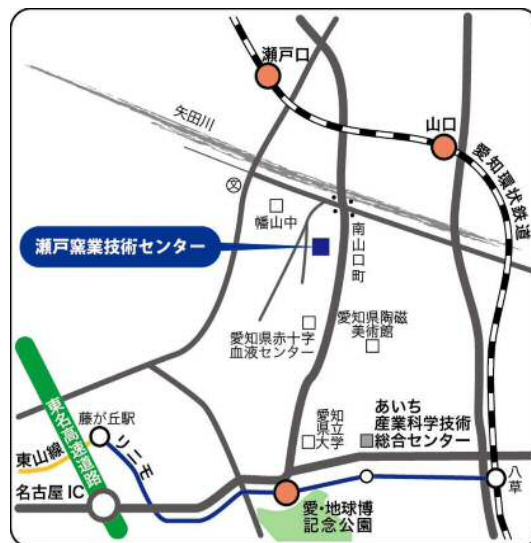 瀬戸口
矢田川
山口
愛知環状鉄道
幡山中
瀬戸窯業技術センター
南山口町
愛知県赤十字
血液センター
愛知県陶磁
美術館
東名高速道路
藤が丘駅
リニモ
東山線
名古屋IC
愛知
県立
大学
あいち
産業科学技術
総合センター
八草
愛・地球博
記念公園